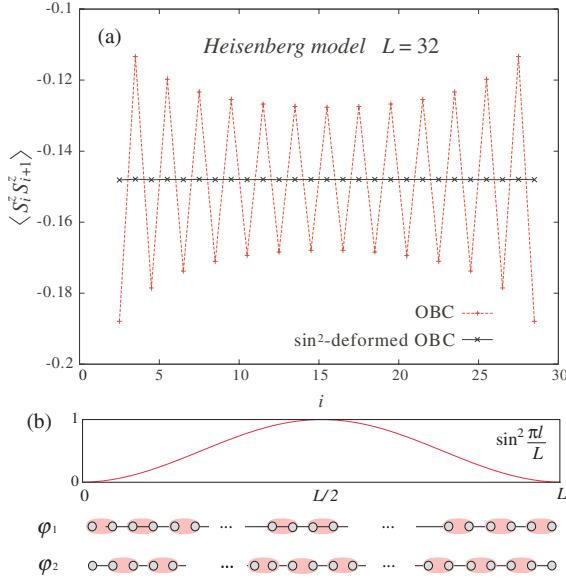 -0.1
(a)
Heisenberg model L = 32
-0.12
-0.14
-0.16
-0.18
-0.2
⟨S_i^z S_{i+1}^z⟩
OBC
sin²-deformed OBC
0 5 10 15 20 25 30
i
(b)
1
0
sin² πl/L
0 L/2 L
φ₁ ... ...
φ₂ ... ...